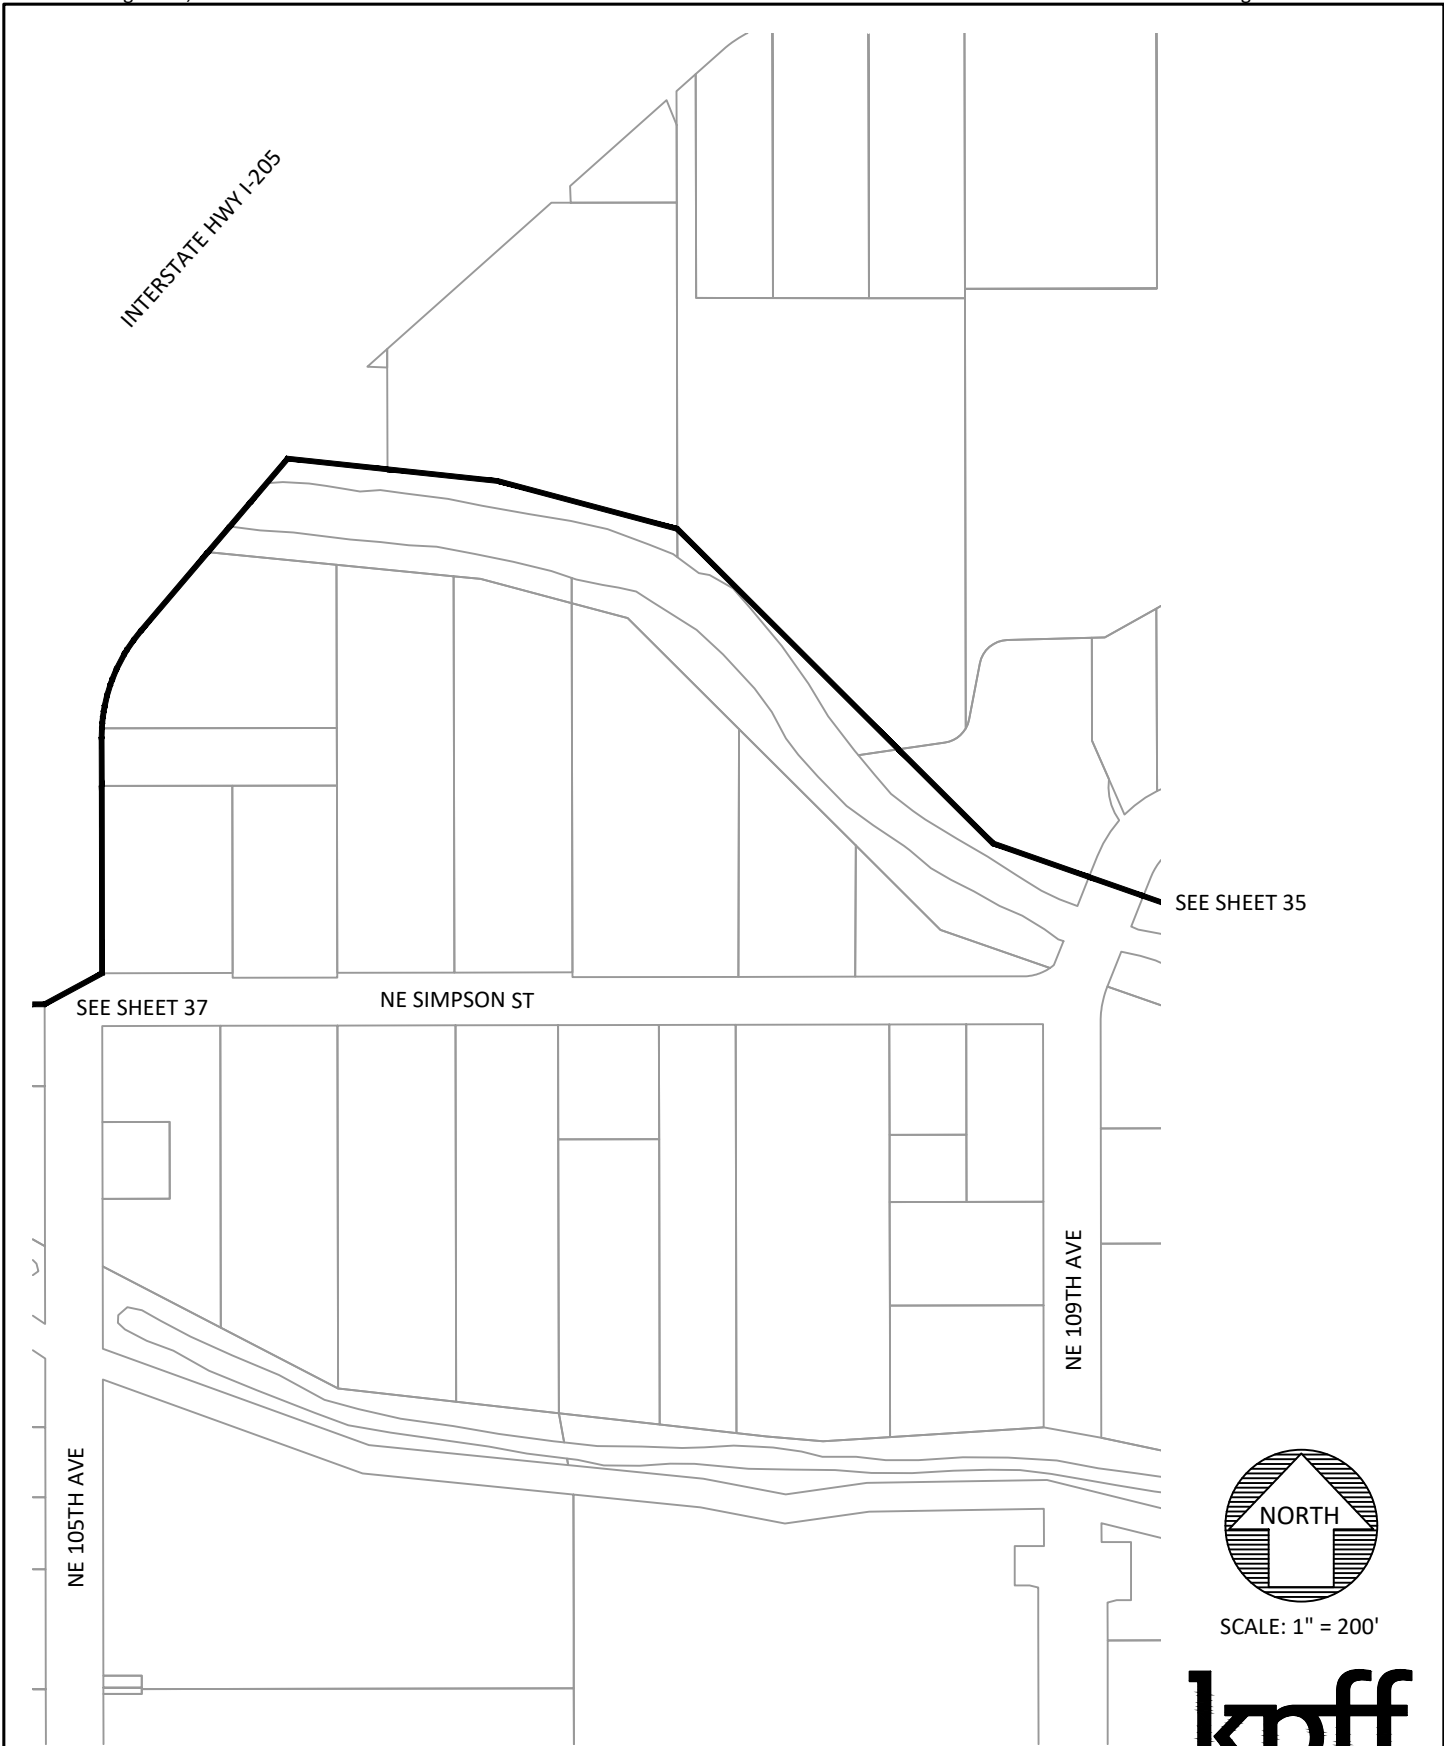 INTERSTATE HWY I-205
SEE SHEET 35
SEE SHEET 37
NE SIMPSON ST
NE 109TH AVE
NE 105TH AVE
NORTH
SCALE: 1" = 200'
kpff